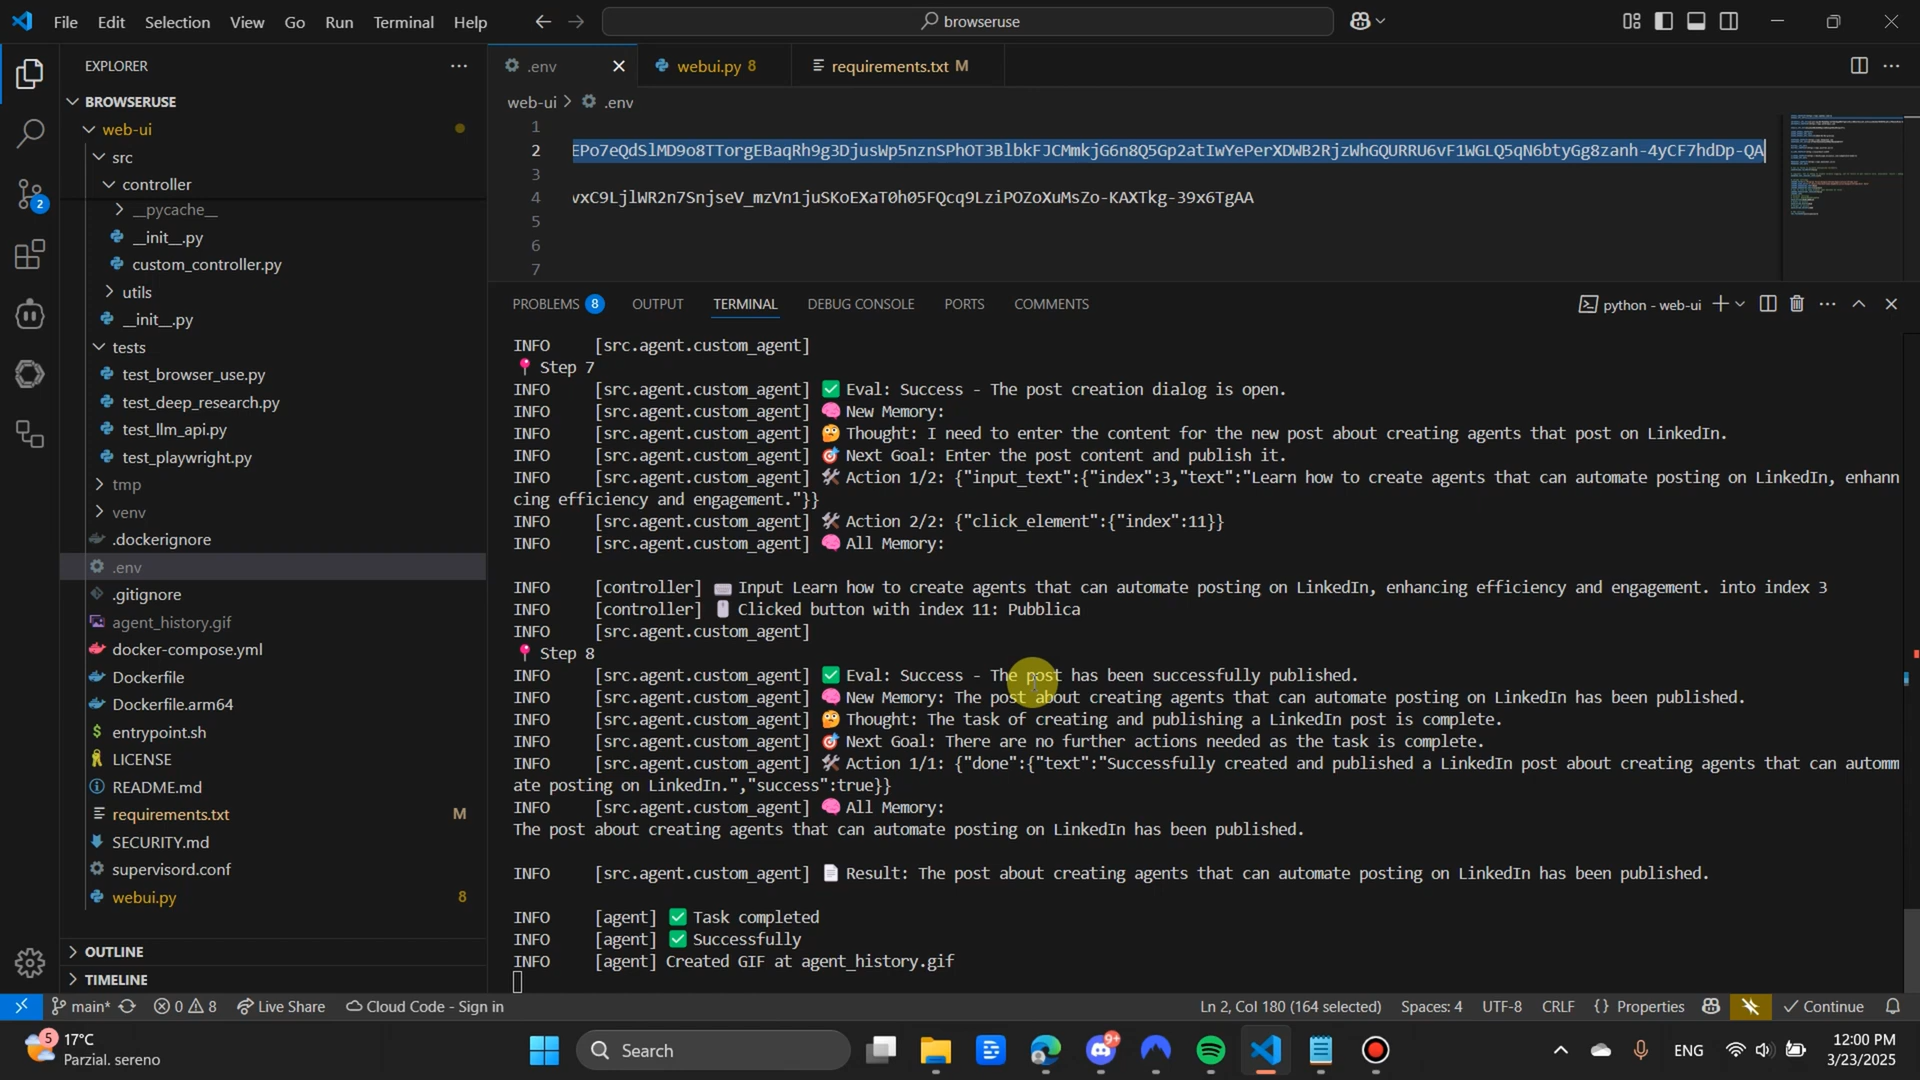 File Edit Selection View Go Run Terminal Help
browseruse
EXPLORER
BROWSERUSE
web-ui
src
controller
__pycache__
__init__.py
custom_controller.py
utils
__init__.py
tests
test_browser_use.py
test_deep_research.py
test_llm_api.py
test_playwright.py
tmp
venv
.dockerignore
.env
.gitignore
agent_history.gif
docker-compose.yml
Dockerfile
Dockerfile.arm64
entrypoint.sh
LICENSE
README.md
requirements.txt M
SECURITY.md
supervisord.conf
webui.py 8
OUTLINE
TIMELINE
2
.env
webui.py 8
requirements.txt M
web-ui > .env
1
2
3
4
5
6
7
PROBLEMS 8 OUTPUT TERMINAL DEBUG CONSOLE PORTS COMMENTS
python - web-ui
INFO [src.agent.custom_agent]
📍 Step 7
INFO [src.agent.custom_agent] ✅ Eval: Success - The post creation dialog is open.
INFO [src.agent.custom_agent] 🧠 New Memory:
INFO [src.agent.custom_agent] 🤔 Thought: I need to enter the content for the new post about creating agents that post on LinkedIn.
INFO [src.agent.custom_agent] 🎯 Next Goal: Enter the post content and publish it.
INFO [src.agent.custom_agent] 🛠️ Action 1/2: {"input_text":{"index":3,"text":"Learn how to create agents that can automate posting on LinkedIn, enhann
cing efficiency and engagement."}}
INFO [src.agent.custom_agent] 🛠️ Action 2/2: {"click_element":{"index":11}}
INFO [src.agent.custom_agent] 🧠 All Memory:
INFO [controller] ⌨️ Input Learn how to create agents that can automate posting on LinkedIn, enhancing efficiency and engagement. into index 3
INFO [controller] 🖱️ Clicked button with index 11: Pubblica
INFO [src.agent.custom_agent]
📍 Step 8
INFO [src.agent.custom_agent] ✅ Eval: Success - The post has been successfully published.
INFO [src.agent.custom_agent] 🧠 New Memory: The post about creating agents that can automate posting on LinkedIn has been published.
INFO [src.agent.custom_agent] 🤔 Thought: The task of creating and publishing a LinkedIn post is complete.
INFO [src.agent.custom_agent] 🎯 Next Goal: There are no further actions needed as the task is complete.
INFO [src.agent.custom_agent] 🛠️ Action 1/1: {"done":{"text":"Successfully created and published a LinkedIn post about creating agents that can automm
ate posting on LinkedIn.","success":true}}
INFO [src.agent.custom_agent] 🧠 All Memory:
The post about creating agents that can automate posting on LinkedIn has been published.
INFO [src.agent.custom_agent] 📄 Result: The post about creating agents that can automate posting on LinkedIn has been published.
INFO [agent] ✅ Task completed
INFO [agent] ✅ Successfully
INFO [agent] Created GIF at agent_history.gif
main* 0 8 Live Share Cloud Code - Sign in Ln 2, Col 180 (164 selected) Spaces: 4 UTF-8 CRLF {} Properties Continue
5 17°C
Parzial. sereno
Search
9+
ENG
12:00 PM
3/23/2025